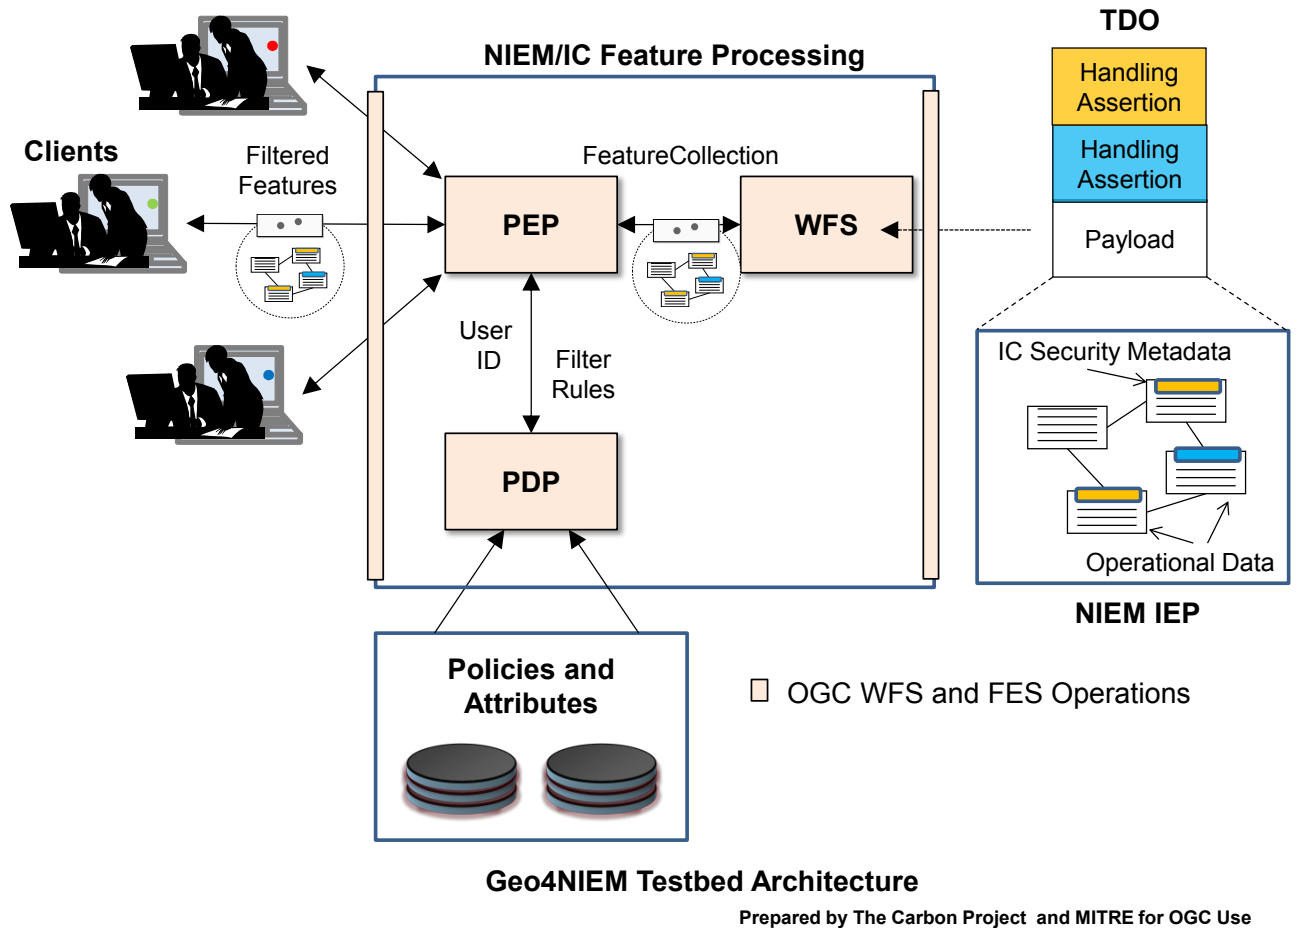 TDO
NIEM/IC Feature Processing
Handling
Assertion
Handling
Assertion
Payload
Clients
Filtered
Features
FeatureCollection
PEP
WFS
User
ID
Filter
Rules
PDP
IC Security Metadata
Operational Data
NIEM IEP
Policies and
Attributes
OGC WFS and FES Operations
Geo4NIEM Testbed Architecture
Prepared by The Carbon Project and MITRE for OGC Use